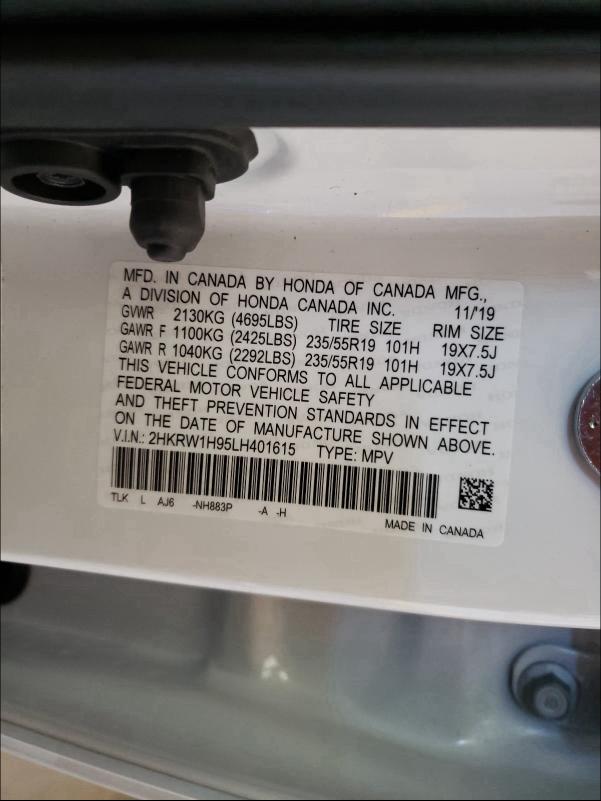 MFD. IN CANADA BY HONDA OF CANADA MFG.,
A DIVISION OF HONDA CANADA INC. 11/'19
GVWR 2130KG (4695LBS) TIRE SIZE RIM SIZE
GAWR F 1100KG (2425LBS) 235/55R19 101H 19X7.5J
GAWR R 1040KG (2292LBS) 235/55R19 101H 19X7.5J
THIS VEHICLE CONFORMS TO ALL APPLICABLE
FEDERAL MOTOR VEHICLE SAFETY
AND THEFT PREVENTION STANDARDS IN EFFECT
ON THE DATE OF MANUFACTURE SHOWN ABOVE.
V.I.N.: 2HKRW1H95LH401615 TYPE: MPV
TLK L AJ6 -NH883P -A -H
MADE IN CANADA